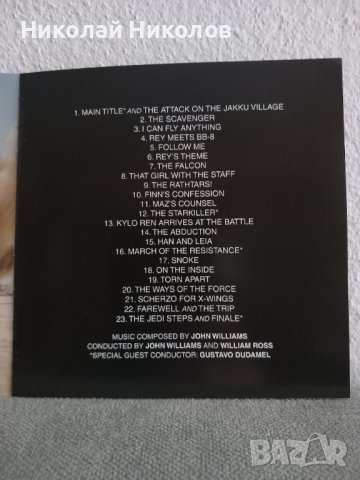 Николай Николов
1. MAIN TITLE* AND THE ATTACK ON THE JAKKU VILLAGE
2. THE SCAVENGER
3. I CAN FLY ANYTHING
4. REY MEETS BB-8
5. FOLLOW ME
6. REY'S THEME
7. THE FALCON
8. THAT GIRL WITH THE STAFF
9. THE RATHTARS!
10. FINN'S CONFESSION
11. MAZ'S COUNSEL
12. THE STARKILLER*
13. KYLO REN ARRIVES AT THE BATTLE
14. THE ABDUCTION
15. HAN AND LEIA
16. MARCH OF THE RESISTANCE*
17. SNOKE
18. ON THE INSIDE
19. TORN APART
20. THE WAYS OF THE FORCE
21. SCHERZO FOR X-WINGS
22. FAREWELL AND THE TRIP
23. THE JEDI STEPS AND FINALE*
MUSIC COMPOSED BY JOHN WILLIAMS
CONDUCTED BY JOHN WILLIAMS AND WILLIAM ROSS
*SPECIAL GUEST CONDUCTOR: GUSTAVO DUDAMEL
BAZAR